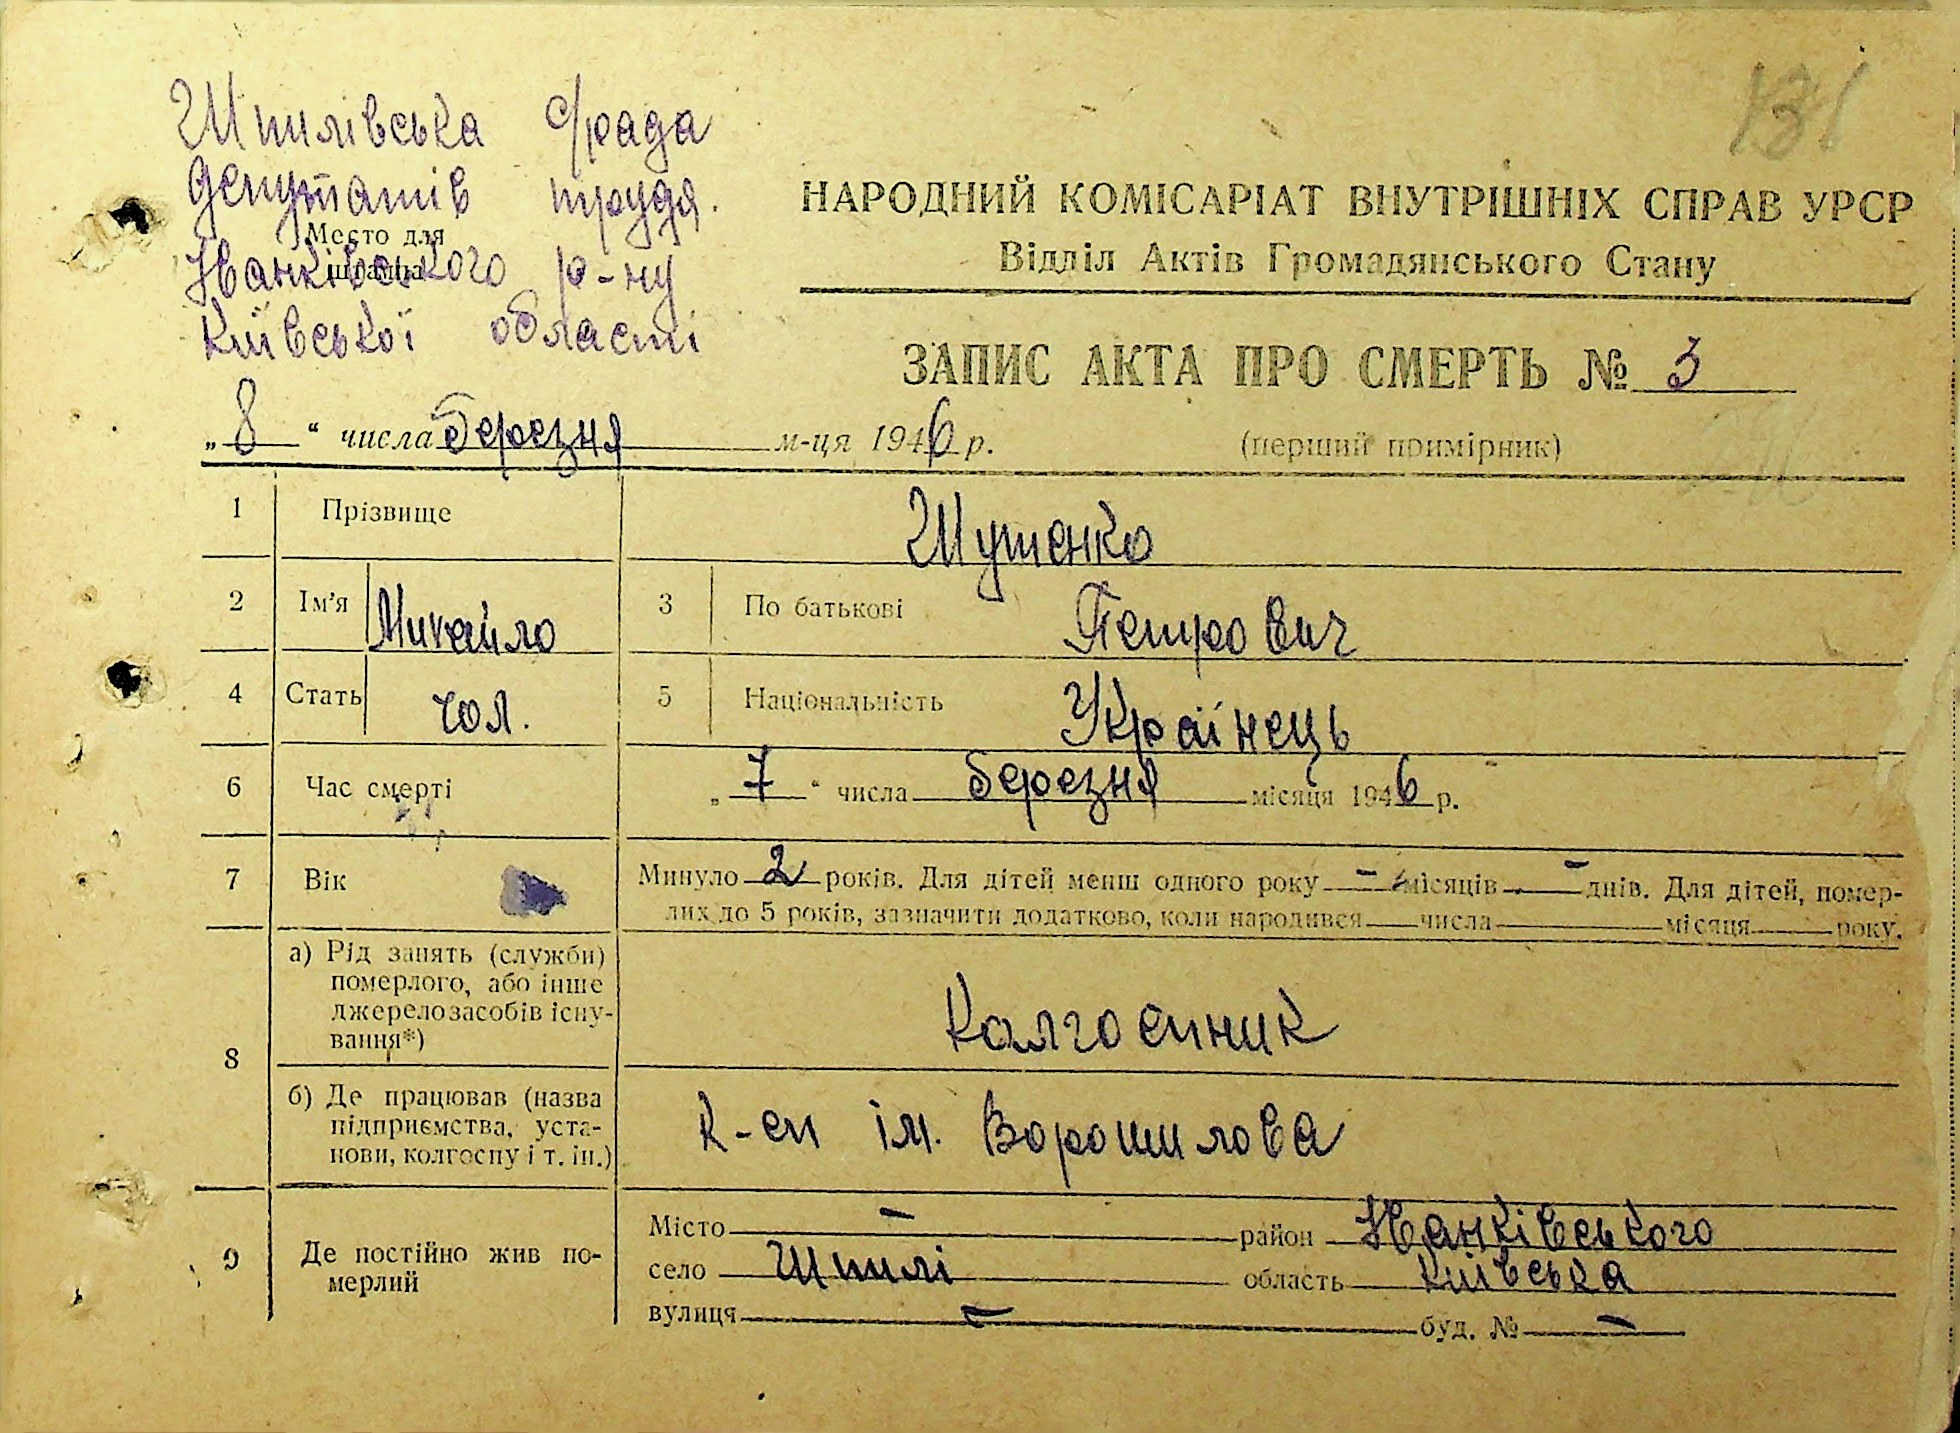 131
Шпилівська с/рада
депутатів трудя.
Место для
штампа
Іванківського р-ну
Київської області
НАРОДНИЙ КОМІСАРІАТ ВНУТРІШНІХ СПРАВ УРСР
Відділ Актів Громадянського Стану
ЗАПИС АКТА ПРО СМЕРТЬ № 3
„8“ числа березня м-ця 1946 р. (перший примірник)
1 Прізвище Шутенко
2 Ім'я Михайло 3 По батькові Петрович
4 Стать чол. 5 Національність Українець
6 Час смерті „7“ числа березня місяця 1946 р.
7 Вік Минуло 2 років. Для дітей менш одного року - місяців - днів. Для дітей, помер-
лих до 5 років, зазначити додатково, коли народився числа місяця року.
8 а) Рід занять (служби)
померлого, або інше
джерело засобів існу-
вання*)
Колгоспник
б) Де працював (назва
підприємства, уста-
нови, колгоспу і т. ін.)
к-сп ім. Ворошилова
9 Де постійно жив по-
мерлий
Місто - район Іванківського
село Шпилі область Київська
вулиця - буд. № -